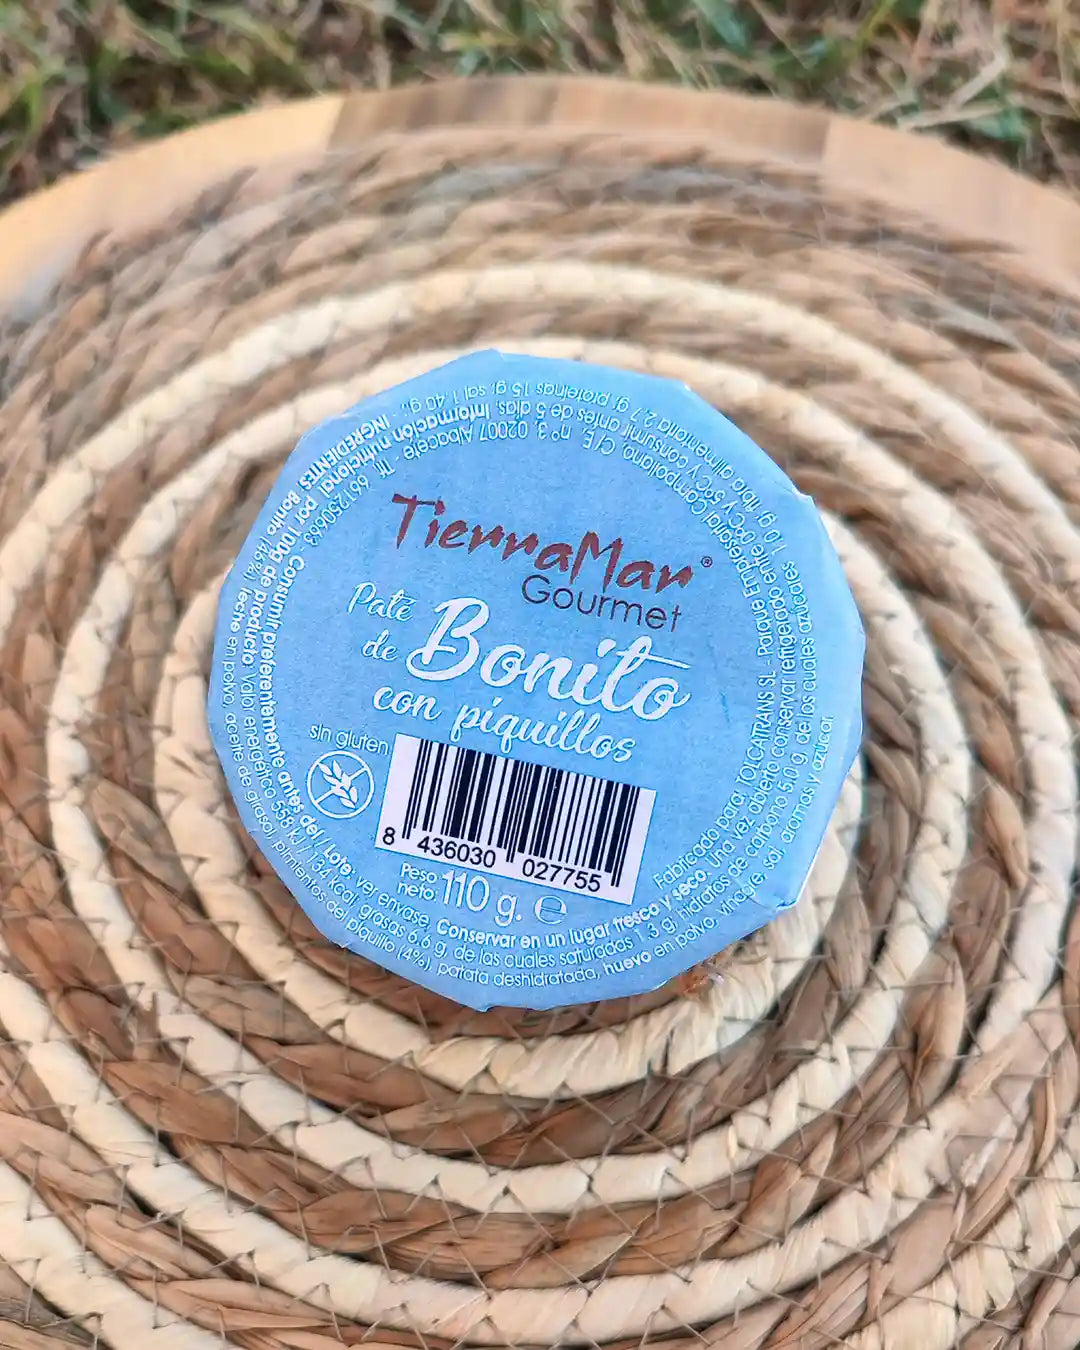 TierraMar®
Gourmet
Paté
de Bonito
con piquillos
sin gluten
8 436030 027755
Peso
neto: 110 g. ℮
Fabricado para: TOLCATRANS SL - Parque Empresarial Campollano, C/E, nº 3, 02007 Albacete - Tlf. 661250663 -
Consumir preferentemente antes del / Lote: ver envase. Conservar en un lugar fresco y seco. Una vez abierto conservar refrigerado entre 0ºC y 5ºC y consumir antes de 5 días.
Información nutricional por 100g de producto: Valor energético 558 kJ / 134 kcal, grasas 6,6 g, de las cuales saturadas 1,3 g, hidratos de carbono 5,0 g, de los cuales azúcares 1,0 g, fibra alimentaria 2,7 g, proteínas 15 g, sal 1,40 g. -
INGREDIENTES: Bonito (46%), leche en polvo, aceite de girasol, pimientos del piquillo (4%), patata deshidratada, huevo en polvo, vinagre, sal, aromas y azúcar